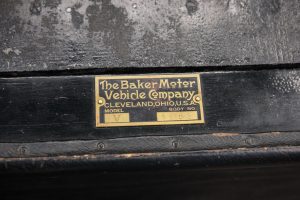 The Baker Motor
Vehicle Company
CLEVELAND, OHIO, U.S.A.
MODEL BODY NO.
V